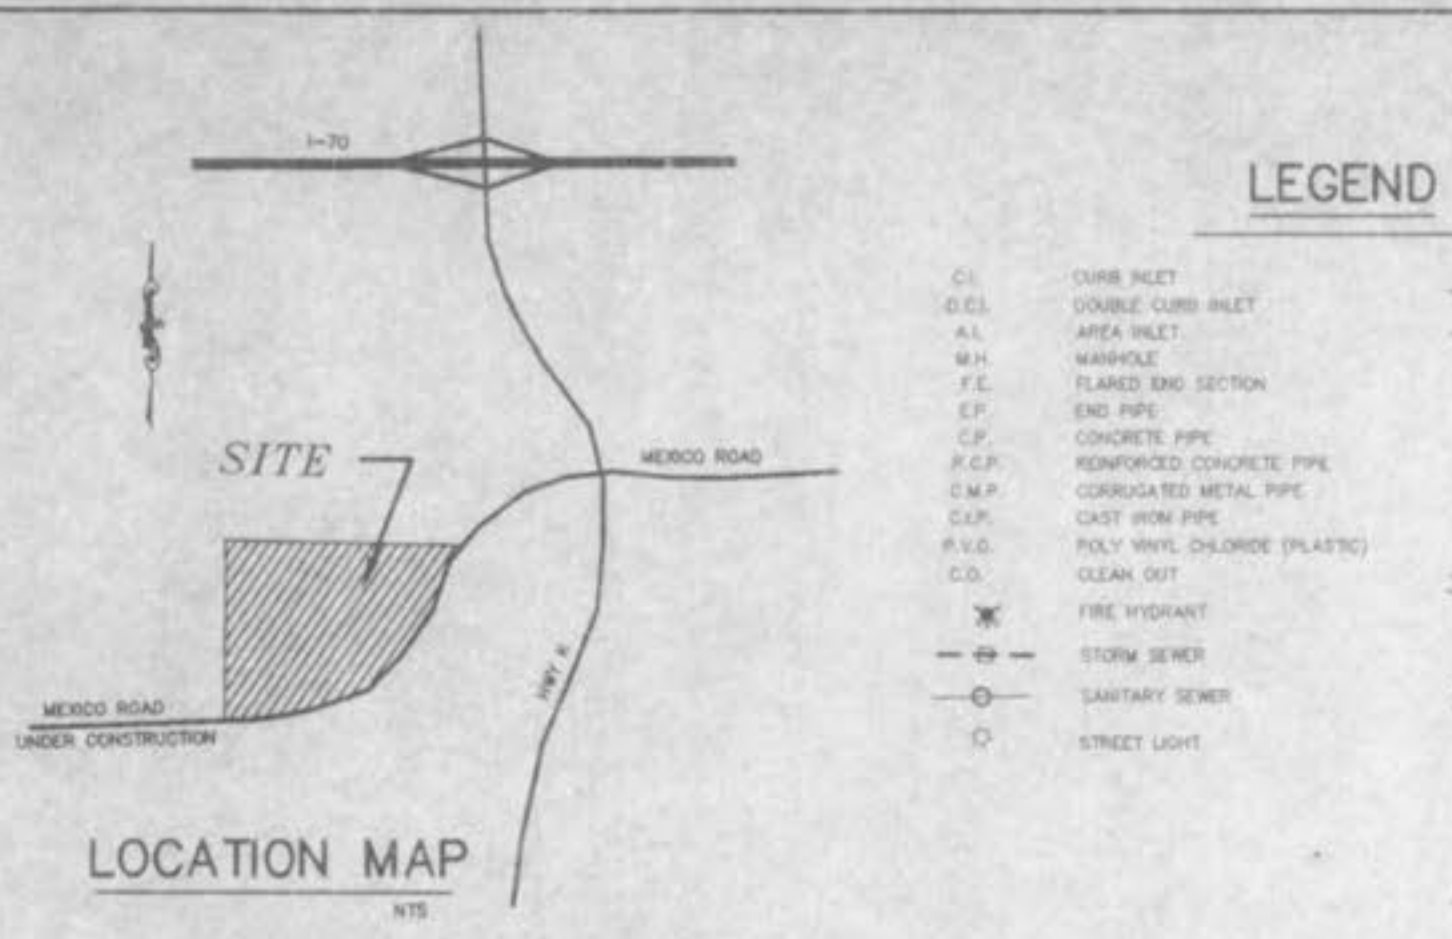 I-70
SITE
MEXICO ROAD
HWY K
MEXICO ROAD
UNDER CONSTRUCTION
LOCATION MAP
NTS
LEGEND
C.I. CURB INLET
D.C.I. DOUBLE CURB INLET
A.I. AREA INLET
M.H. MANHOLE
F.E. FLARED END SECTION
E.P. END PIPE
C.P. CONCRETE PIPE
R.C.P. REINFORCED CONCRETE PIPE
C.M.P. CORRUGATED METAL PIPE
C.I.P. CAST IRON PIPE
P.V.C. POLY VINYL CHLORIDE (PLASTIC)
C.O. CLEAN OUT
FIRE HYDRANT
STORM SEWER
SANITARY SEWER
STREET LIGHT